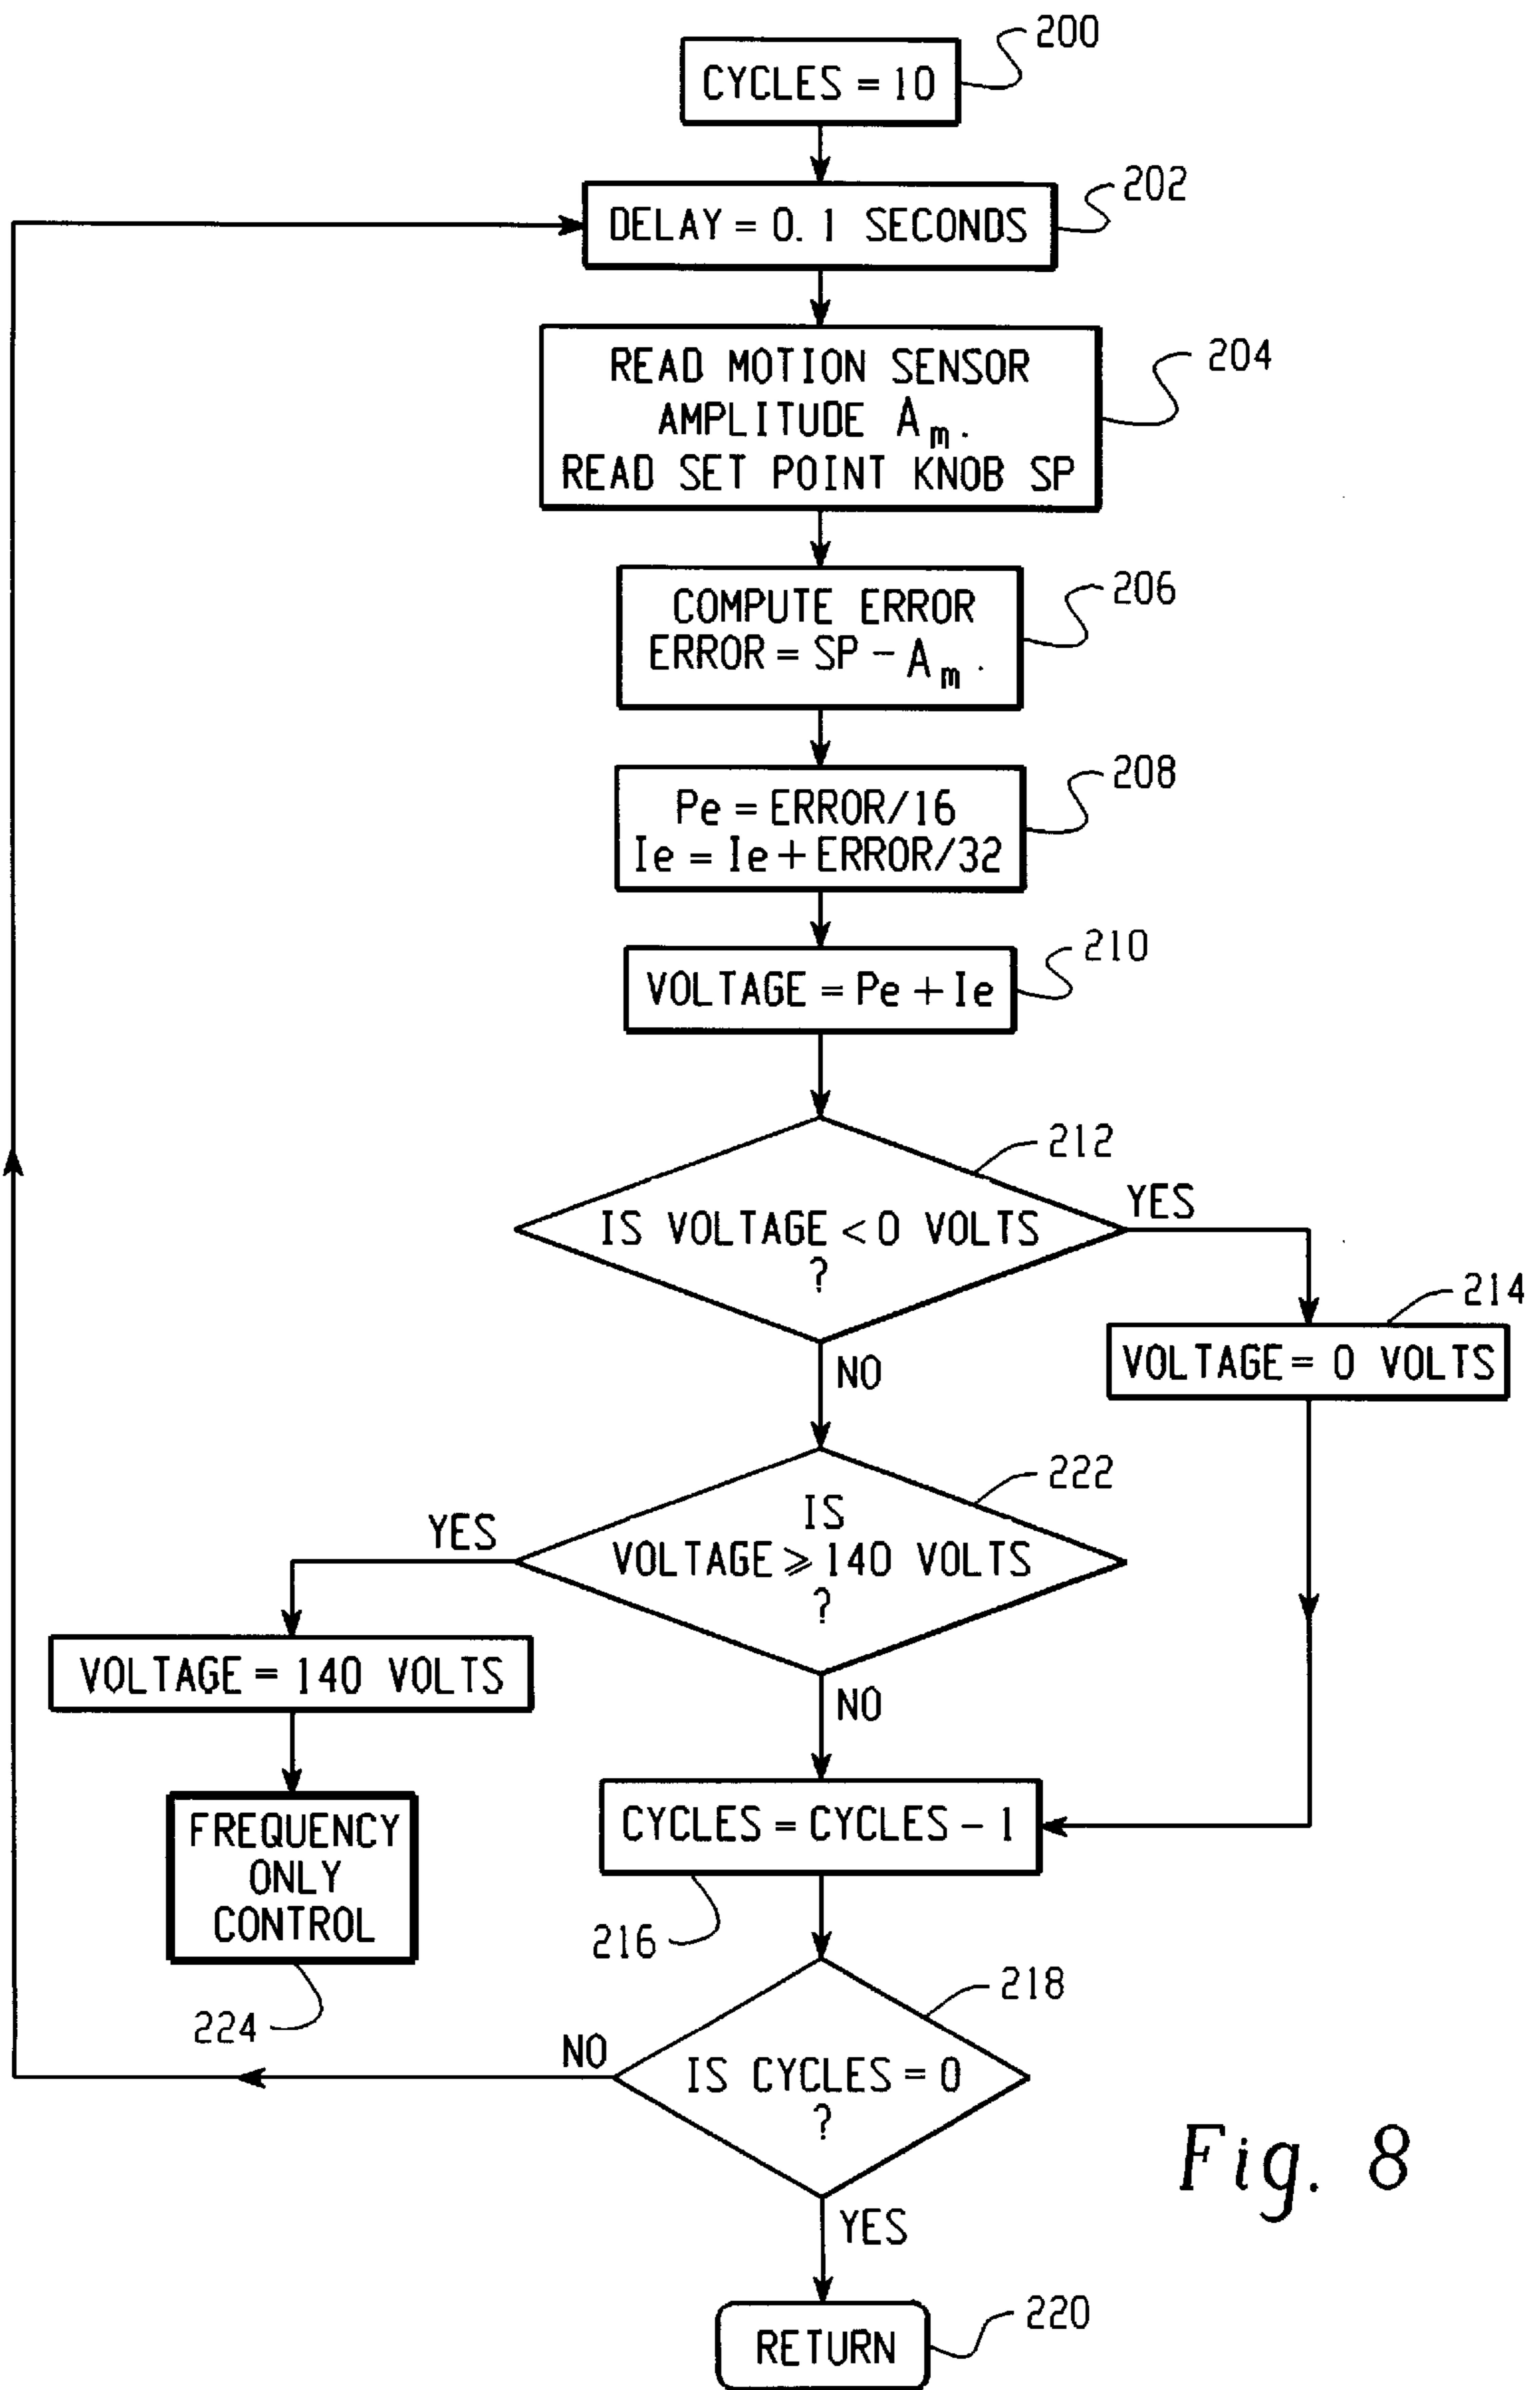 200
CYCLES = 10
202
DELAY = 0.1 SECONDS
204
READ MOTION SENSOR
AMPLITUDE Am.
READ SET POINT KNOB SP
206
COMPUTE ERROR
ERROR = SP - Am.
208
Pe = ERROR/16
Ie = Ie + ERROR/32
210
VOLTAGE = Pe + Ie
212
IS VOLTAGE < 0 VOLTS
?
YES
NO
214
VOLTAGE = 0 VOLTS
222
IS
VOLTAGE ⩾ 140 VOLTS
?
YES
NO
VOLTAGE = 140 VOLTS
FREQUENCY
ONLY
CONTROL
224
CYCLES = CYCLES - 1
216
218
IS CYCLES = 0
?
NO
YES
220
RETURN
Fig. 8